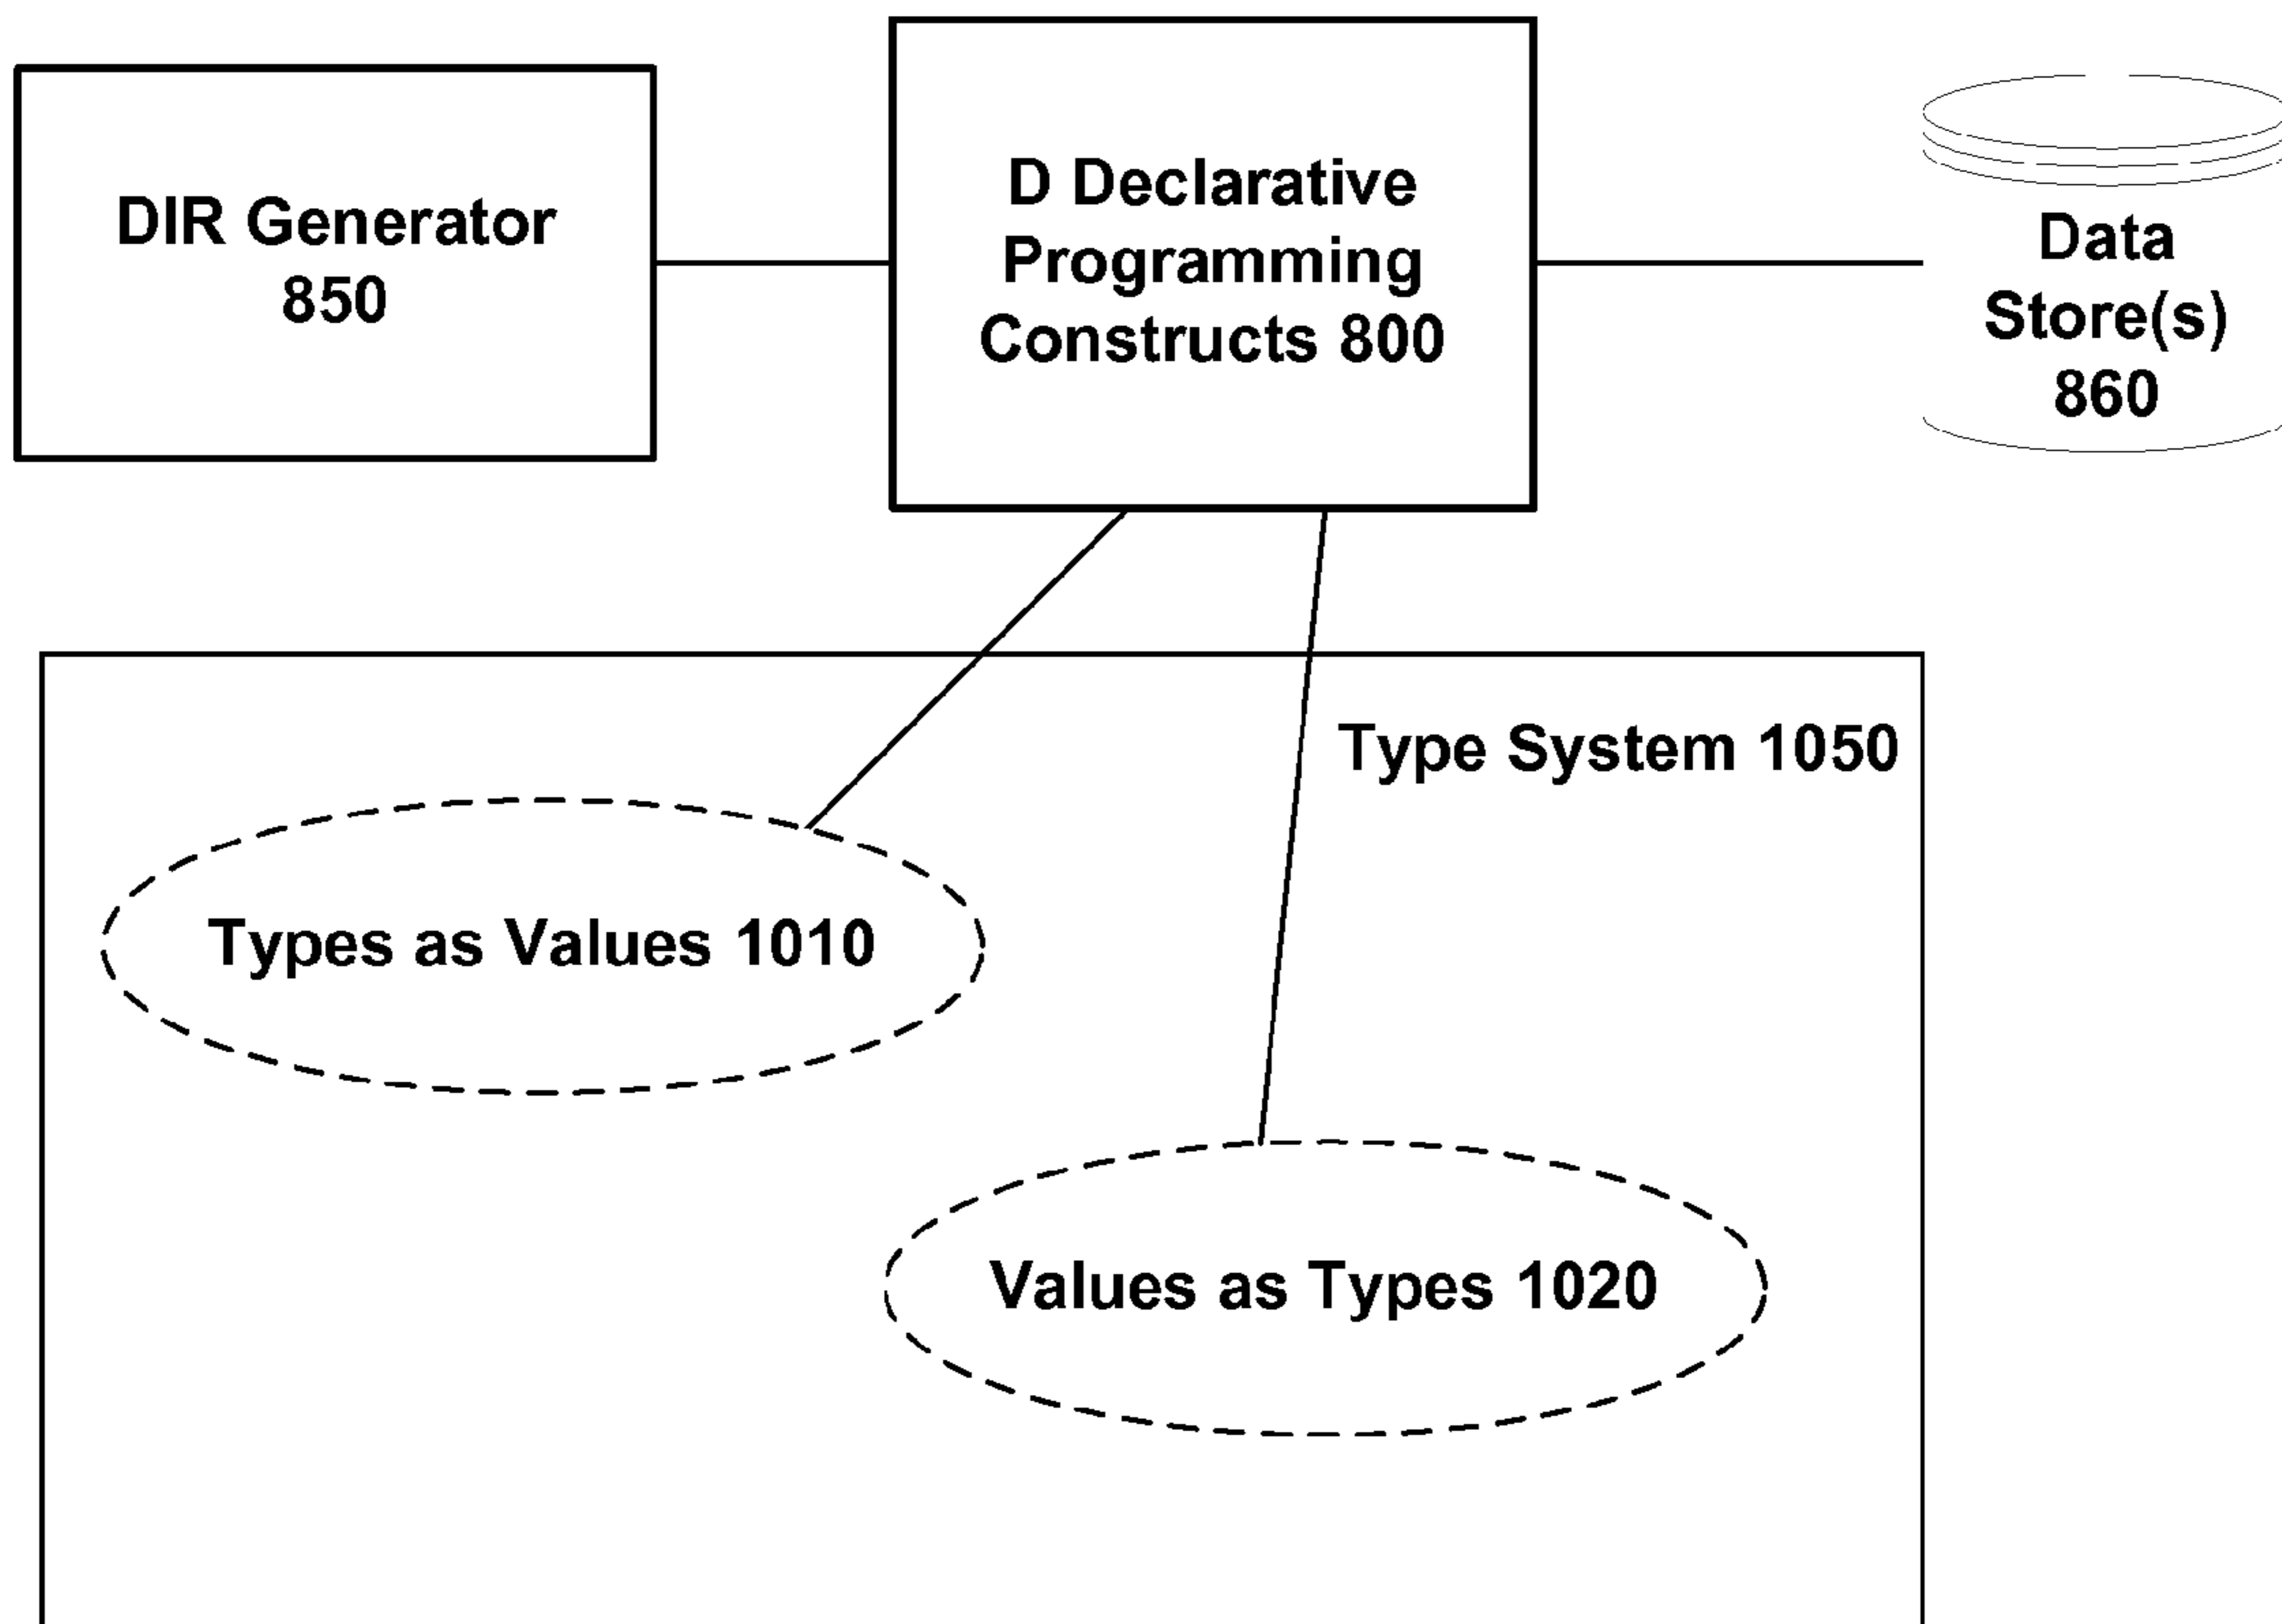 DIR Generator
850
D Declarative
Programming
Constructs 800
Data
Store(s)
860
Type System 1050
Types as Values 1010
Values as Types 1020